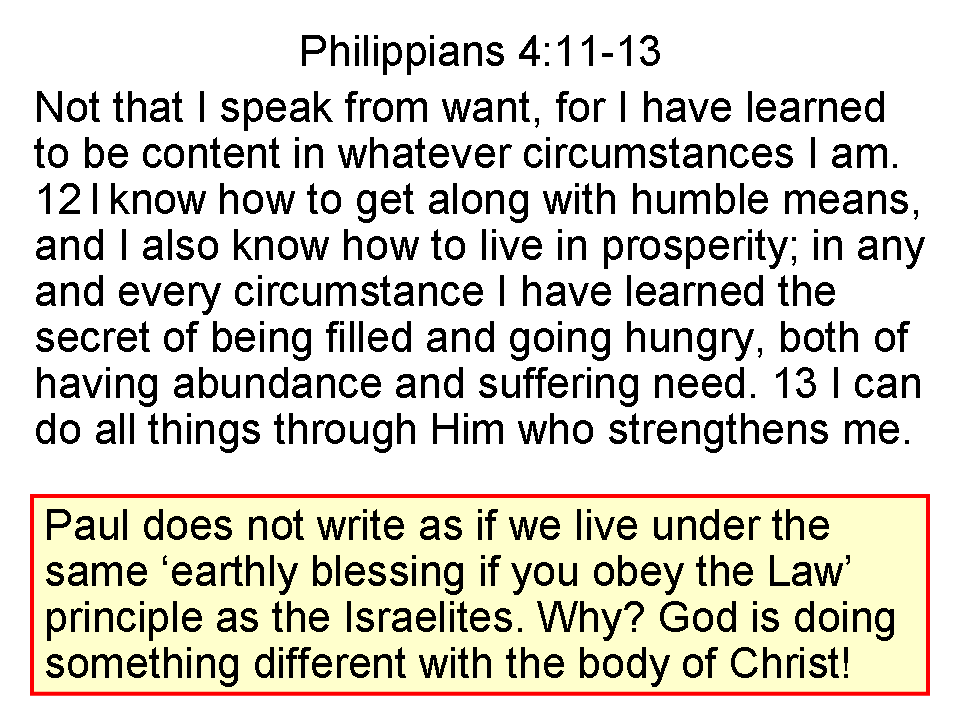 Philippians 4:11-13
Not that I speak from want, for I have learned
to be content in whatever circumstances I am.
12 I know how to get along with humble means,
and I also know how to live in prosperity; in any
and every circumstance I have learned the
secret of being filled and going hungry, both of
having abundance and suffering need. 13 I can
do all things through Him who strengthens me.
Paul does not write as if we live under the
same ‘earthly blessing if you obey the Law’
principle as the Israelites. Why? God is doing
something different with the body of Christ!